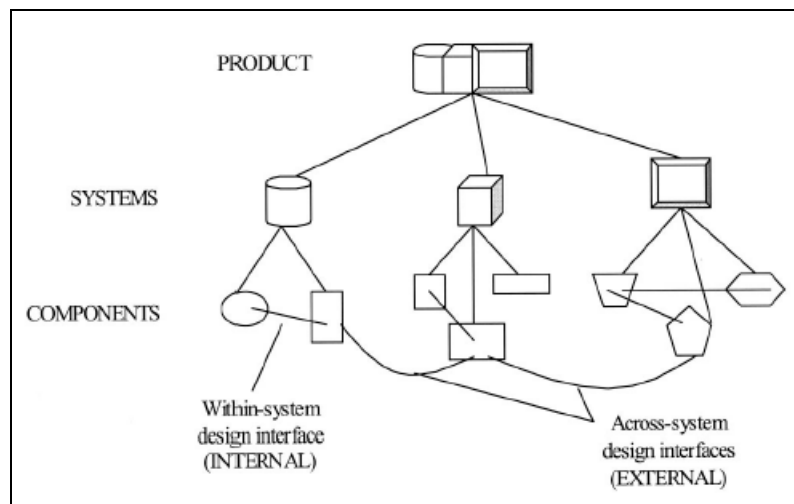 PRODUCT
SYSTEMS
COMPONENTS
Within-system
design interface
(INTERNAL)
Across-system
design interfaces
(EXTERNAL)